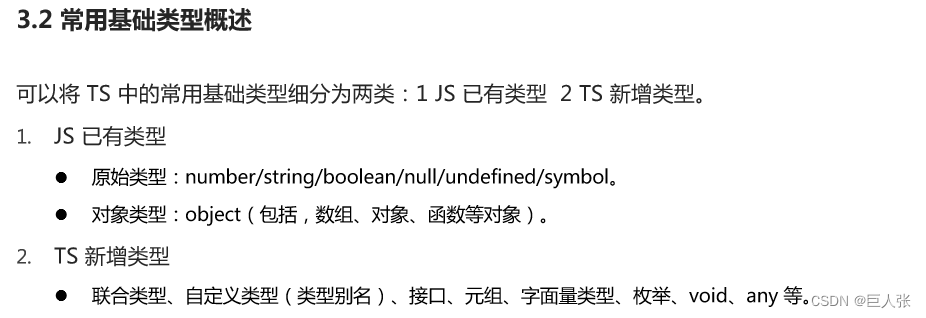 3.2 常用基础类型概述
可以将 TS 中的常用基础类型细分为两类：1 JS 已有类型 2 TS 新增类型。
1. JS 已有类型
● 原始类型：number/string/boolean/null/undefined/symbol。
● 对象类型：object（包括，数组、对象、函数等对象）。
2. TS 新增类型
● 联合类型、自定义类型（类型别名）、接口、元组、字面量类型、枚举、void、any 等。
CSDN @巨人张